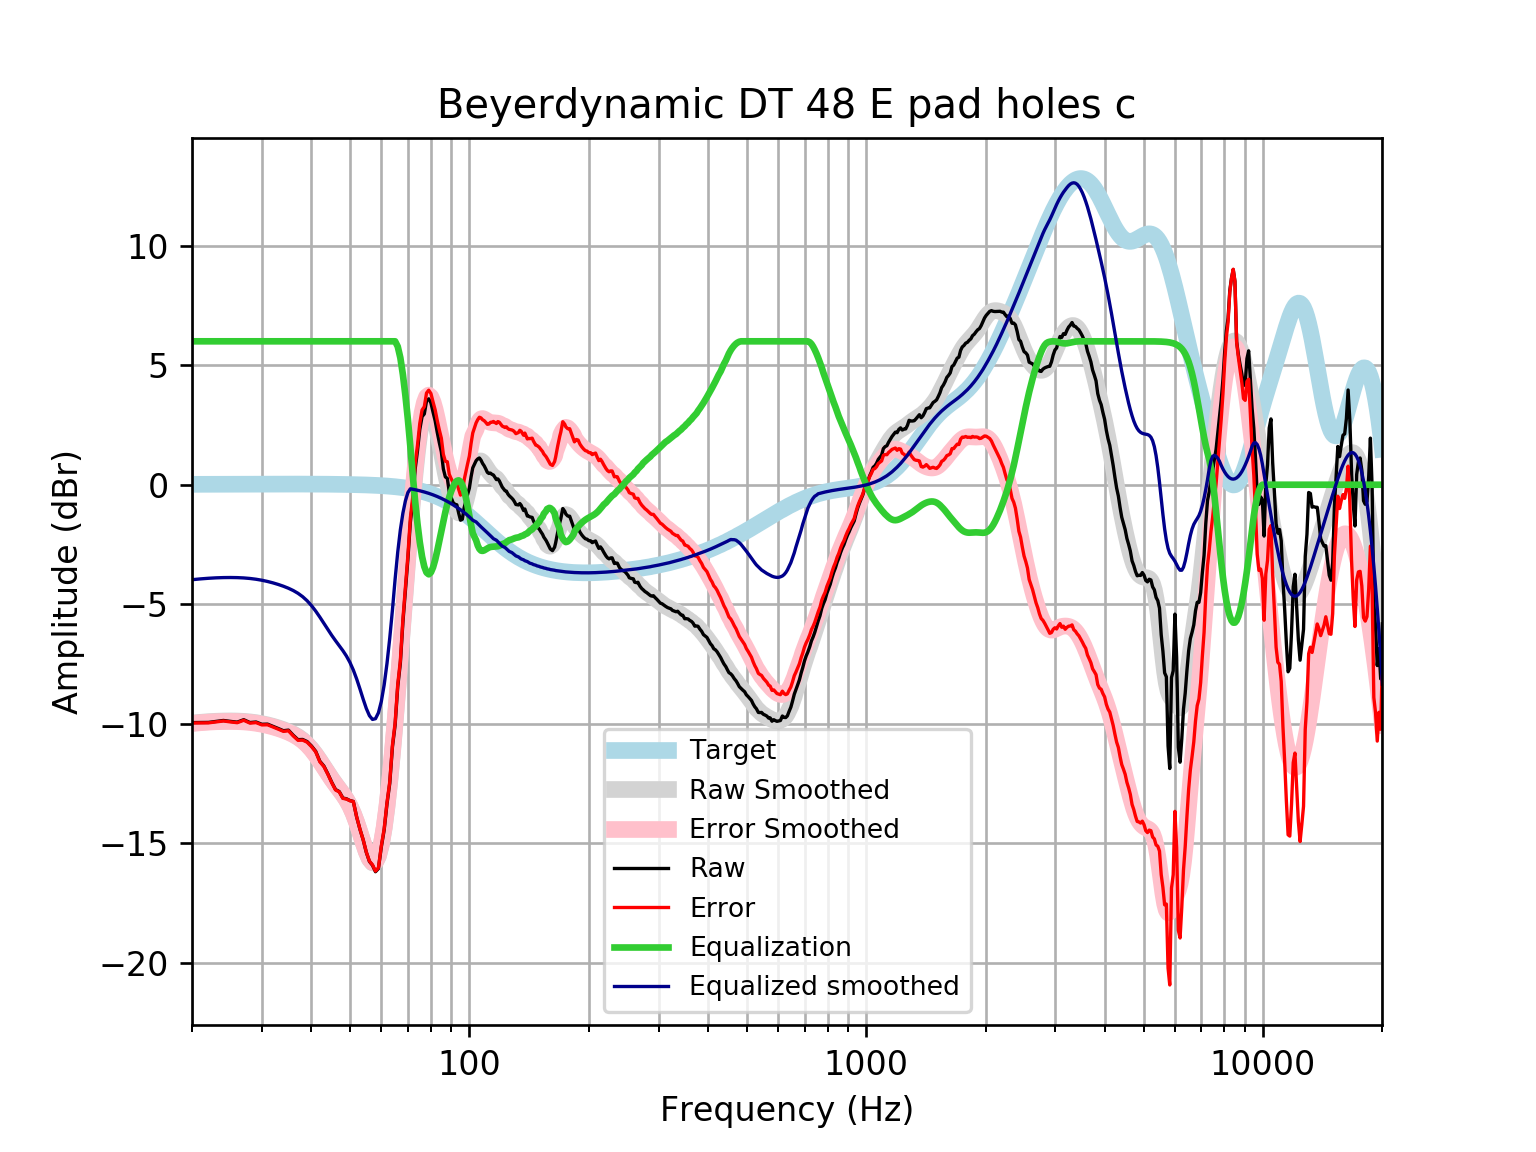 Beyerdynamic DT 48 E pad holes c
Amplitude (dBr)
10
5
0
−5
−10
−15
−20
Target
Raw Smoothed
Error Smoothed
Raw
Error
Equalization
Equalized smoothed
100 1000 10000
Frequency (Hz)